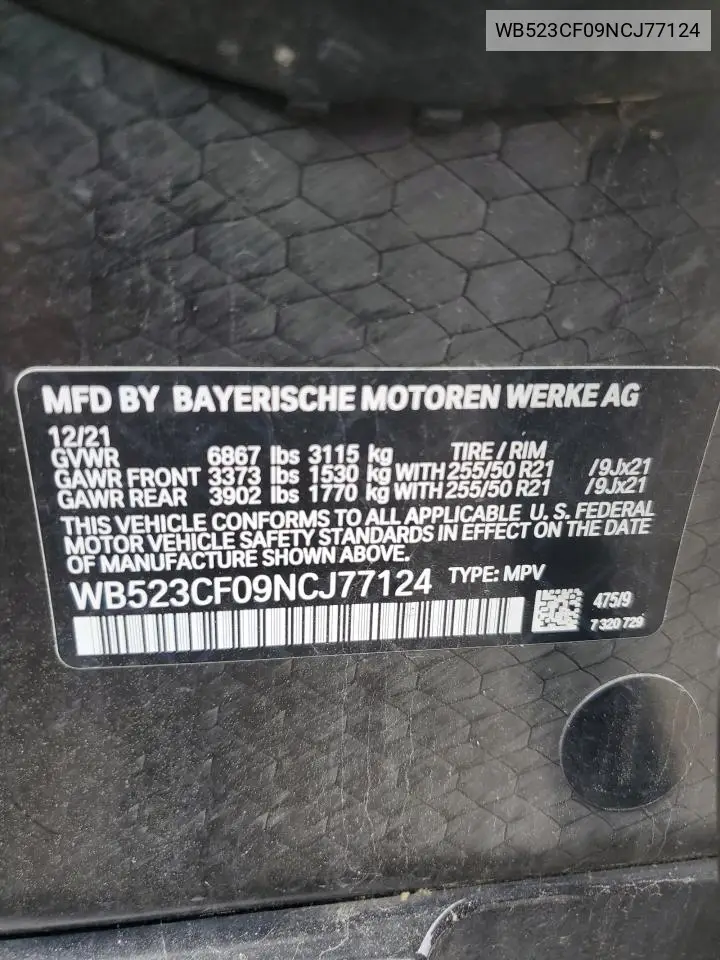 WB523CF09NCJ77124
MFD BY BAYERISCHE MOTOREN WERKE AG
12/21
GVWR 6867 lbs 3115 kg TIRE / RIM
GAWR FRONT 3373 lbs 1530 kg WITH 255/50 R21 /9Jx21
GAWR REAR 3902 lbs 1770 kg WITH 255/50 R21 /9Jx21
THIS VEHICLE CONFORMS TO ALL APPLICABLE U. S. FEDERAL
MOTOR VEHICLE SAFETY STANDARDS IN EFFECT ON THE DATE
OF MANUFACTURE SHOWN ABOVE.
WB523CF09NCJ77124 TYPE: MPV
475/9
7 320 729